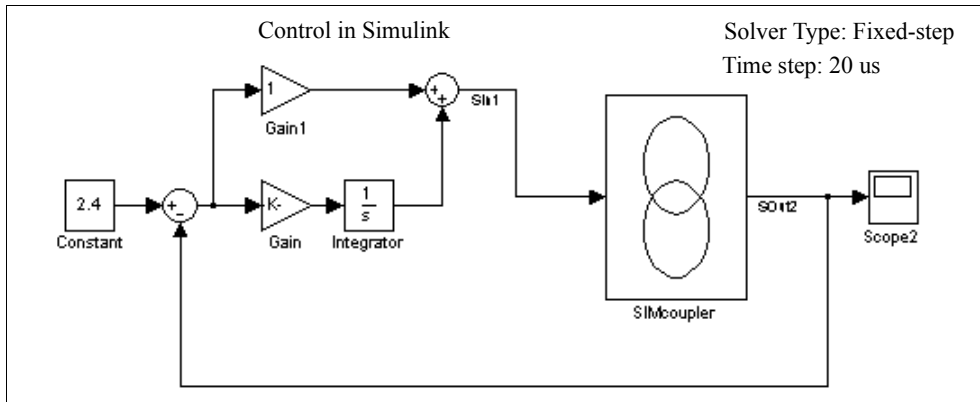 Control in Simulink
Solver Type: Fixed-step
Time step: 20 us
1
Gain1
+
+
SIn1
2.4
Constant
+
-
K-
Gain
1
s
Integrator
SIMcoupler
SOut2
Scope2